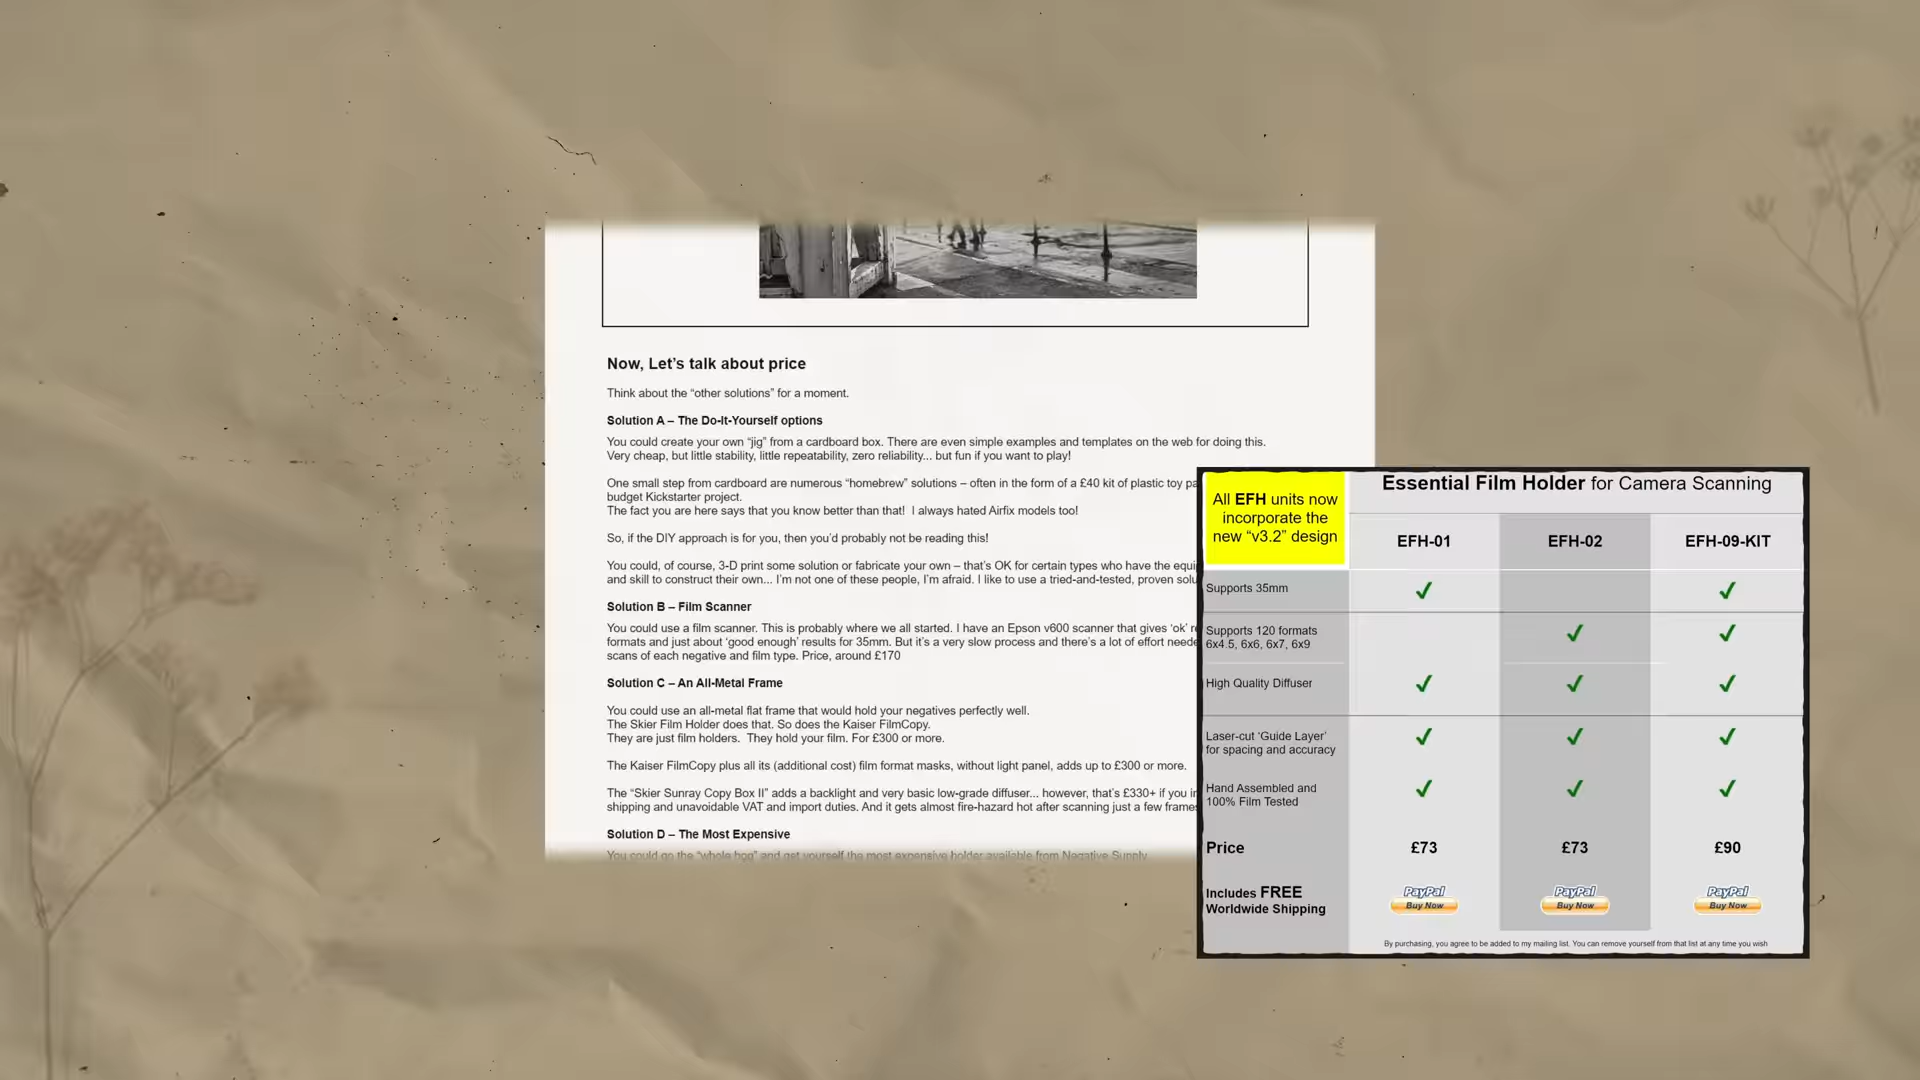 Now, Let's talk about price
Think about the “other solutions” for a moment.
Solution A – The Do-It-Yourself options
You could create your own “jig” from a cardboard box. There are even simple examples and templates on the web for doing this.
Very cheap, but little stability, little repeatability, zero reliability... but fun if you want to play!
One small step from cardboard are numerous “homebrew” solutions – often in the form of a £40 kit of plastic toy
budget Kickstarter project.
The fact you are here says that you know better than that! I always hated Airfix models too!
So, if the DIY approach is for you, then you'd probably not be reading this!
You could, of course, 3-D print some solution or fabricate your own – that's OK for certain types who have the
and skill to construct their own... I'm not one of these people, I'm afraid. I like to use a tried-and-tested, proven
Solution B – Film Scanner
You could use a film scanner. This is probably where we all started. I have an Epson v600 scanner that gives ‘ok’
formats and just about ‘good enough’ results for 35mm. But it's a very slow process and there's a lot of effort
scans of each negative and film type. Price, around £170
Solution C – An All-Metal Frame
You could use an all-metal flat frame that would hold your negatives perfectly well.
The Skier Film Holder does that. So does the Kaiser FilmCopy.
They are just film holders. They hold your film. For £300 or more.
The Kaiser FilmCopy plus all its (additional cost) film format masks, without light panel, adds up to £300 or more.
The “Skier Sunray Copy Box II” adds a backlight and very basic low-grade diffuser... however, that's £330+ if you
shipping and unavoidable VAT and import duties. And it gets almost fire-hazard hot after scanning just a few frames
Solution D – The Most Expensive
You could go the “whole hog” and get yourself the most expensive holder available from Negative Supply.
All EFH units now
incorporate the
new “v3.2” design
Essential Film Holder for Camera Scanning
EFH-01 EFH-02 EFH-09-KIT
Supports 35mm
Supports 120 formats
6x4.5, 6x6, 6x7, 6x9
High Quality Diffuser
Laser-cut ‘Guide Layer’
for spacing and accuracy
Hand Assembled and
100% Film Tested
Price £73 £73 £90
Includes FREE
Worldwide Shipping
PayPal PayPal PayPal
Buy Now Buy Now Buy Now
By purchasing, you agree to be added to my mailing list. You can remove yourself from that list at any time you wish